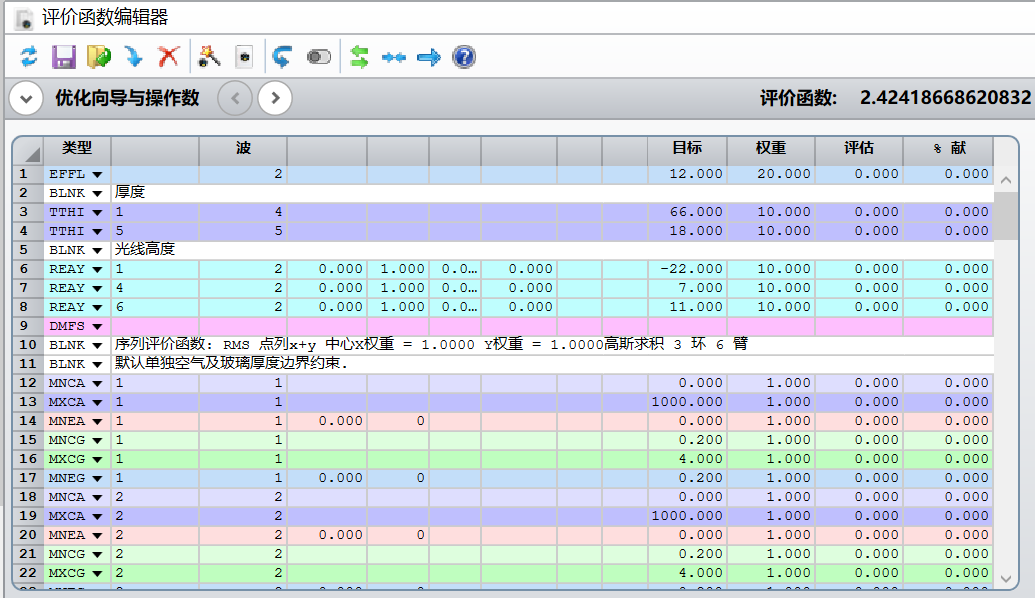 评价函数编辑器
优化向导与操作数 评价函数: 2.42418668620832
类型 波 目标 权重 评估 % 献
1 EFFL 2 12.000 20.000 0.000 0.000
2 BLNK 厚度
3 TTHI 1 4 66.000 10.000 0.000 0.000
4 TTHI 5 5 18.000 10.000 0.000 0.000
5 BLNK 光线高度
6 REAY 1 2 0.000 1.000 0.0… 0.000 -22.000 10.000 0.000 0.000
7 REAY 4 2 0.000 1.000 0.0… 0.000 7.000 10.000 0.000 0.000
8 REAY 6 2 0.000 1.000 0.0… 0.000 11.000 10.000 0.000 0.000
9 DMFS
10 BLNK 序列评价函数: RMS 点列x+y 中心X权重 = 1.0000 Y权重 = 1.0000高斯求积 3 环 6 臂
11 BLNK 默认单独空气及玻璃厚度边界约束.
12 MNCA 1 1 0.000 1.000 0.000 0.000
13 MXCA 1 1 1000.000 1.000 0.000 0.000
14 MNEA 1 1 0.000 0 0.000 1.000 0.000 0.000
15 MNCG 1 1 0.200 1.000 0.000 0.000
16 MXCG 1 1 4.000 1.000 0.000 0.000
17 MNEG 1 1 0.000 0 0.200 1.000 0.000 0.000
18 MNCA 2 2 0.000 1.000 0.000 0.000
19 MXCA 2 2 1000.000 1.000 0.000 0.000
20 MNEA 2 2 0.000 0 0.000 1.000 0.000 0.000
21 MNCG 2 2 0.200 1.000 0.000 0.000
22 MXCG 2 2 4.000 1.000 0.000 0.000